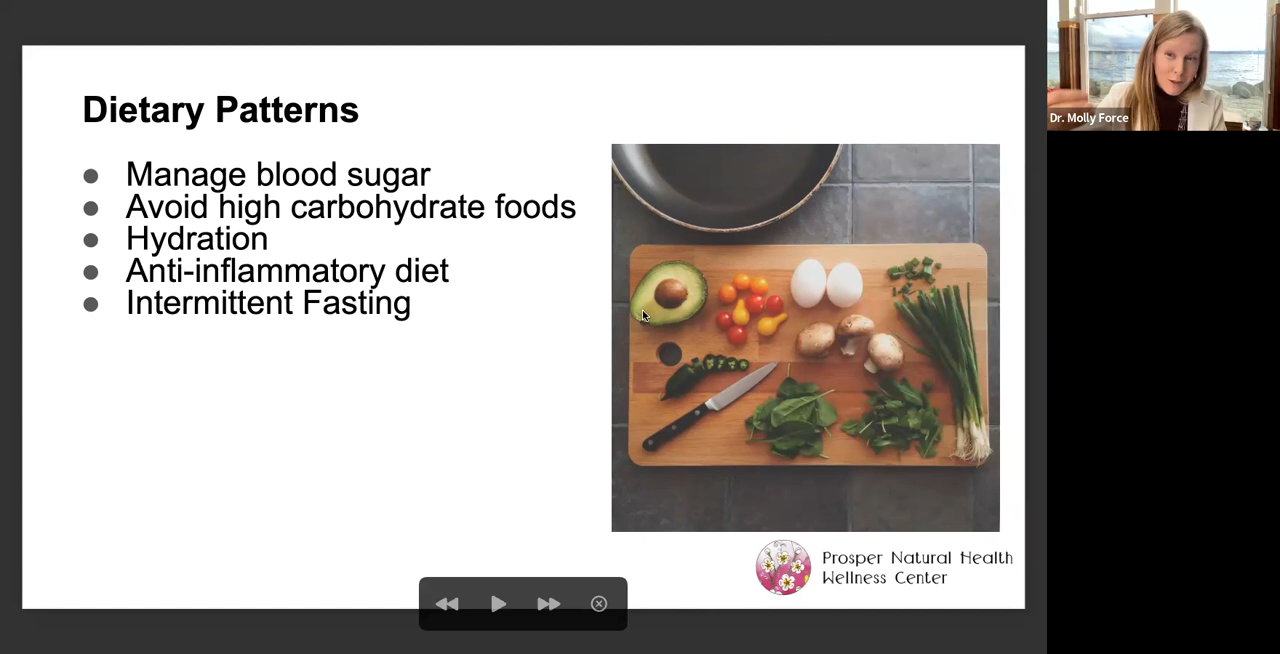 Dietary Patterns
● Manage blood sugar
● Avoid high carbohydrate foods
● Hydration
● Anti-inflammatory diet
● Intermittent Fasting
Prosper Natural Health
Wellness Center
Dr. Molly Force